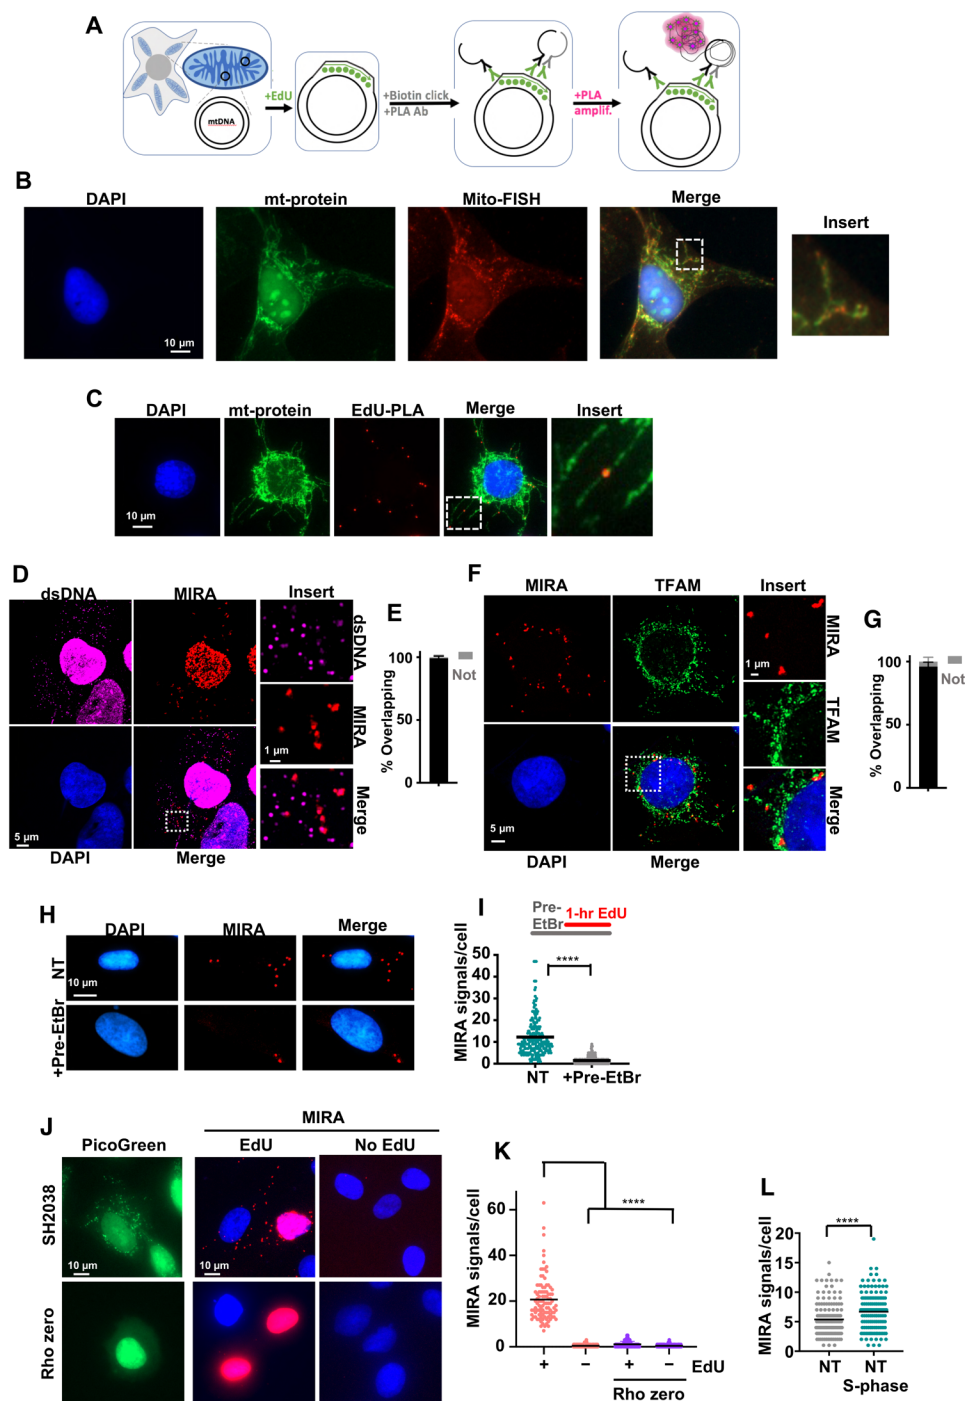 A
mtDNA
+EdU
+Biotin click
+PLA Ab
+PLA
amplif.
B
DAPI
mt-protein
Mito-FISH
Merge
Insert
10 µm
C
DAPI
mt-protein
EdU-PLA
Merge
Insert
10 µm
D
dsDNA
MIRA
Insert
dsDNA
MIRA
1 µm
Merge
5 µm
DAPI
Merge
E
% Overlapping
100
50
0
Not
F
MIRA
TFAM
Insert
MIRA
1 µm
TFAM
Merge
5 µm
DAPI
Merge
G
% Overlapping
100
50
0
Not
H
DAPI
MIRA
Merge
NT
10 µm
+Pre-EtBr
I
Pre-
EtBr
1-hr EdU
MIRA signals/cell
50
40
30
20
10
0
****
NT
+Pre-EtBr
J
MIRA
PicoGreen
EdU
No EdU
SH2038
10 µm
10 µm
Rho zero
K
MIRA signals/cell
60
40
20
0
****
+
–
+
–
EdU
Rho zero
L
MIRA signals/cell
20
15
10
5
0
****
NT
NT
S-phase